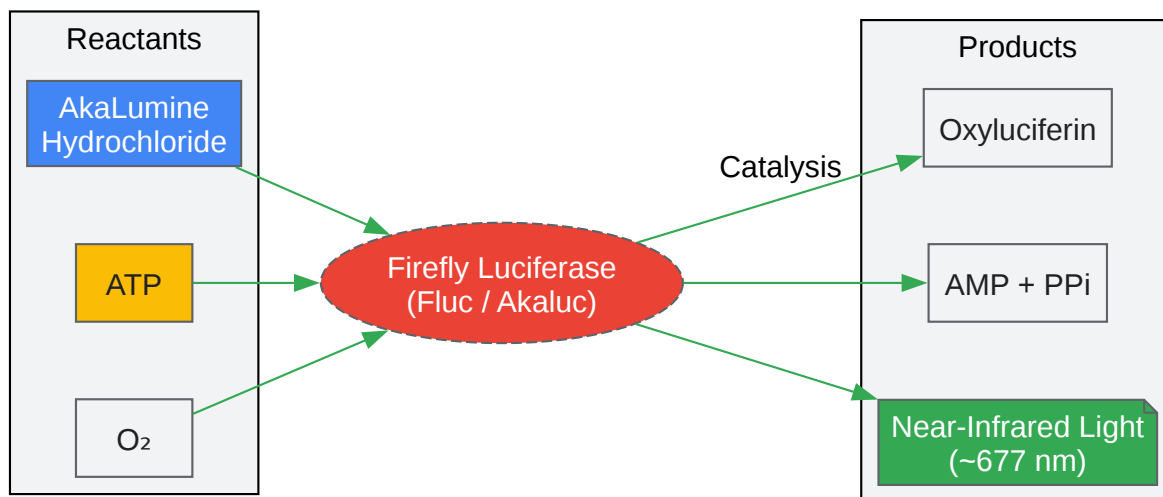 Reactants
AkaLumine
Hydrochloride
ATP
O₂
Firefly Luciferase
(Fluc / Akaluc)
Catalysis
Products
Oxyluciferin
AMP + PPi
Near-Infrared Light
(~677 nm)